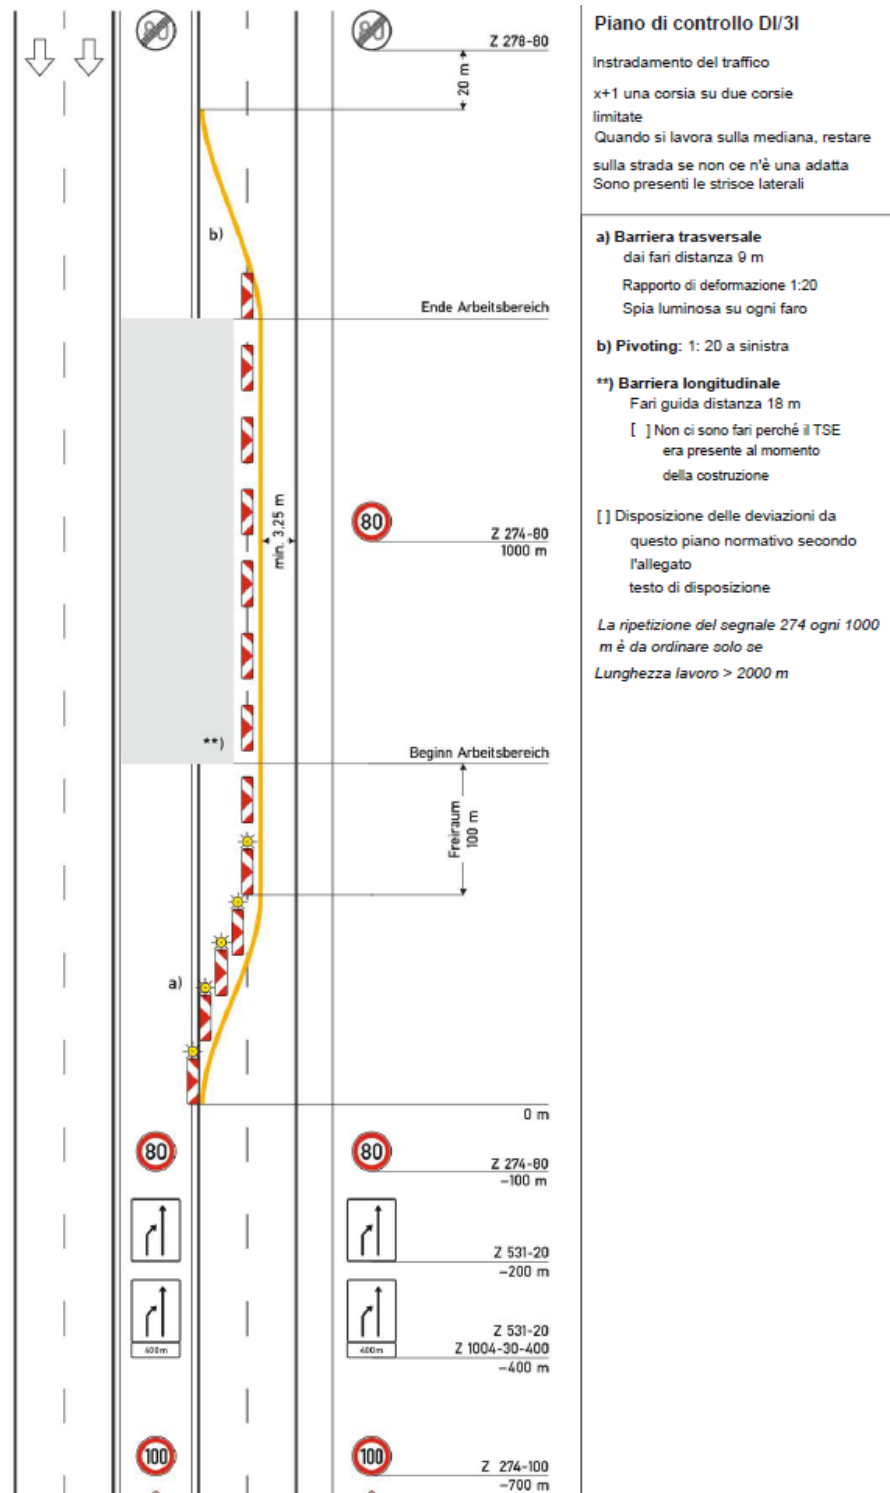 80
80
Z 278-80
20 m
b)
Ende Arbeitsbereich
min. 3,25 m
80
Z 274-80
1000 m
**)
Beginn Arbeitsbereich
Freiraum
100 m
a)
0 m
80
80
Z 274-80
−100 m
Z 531-20
−200 m
Z 531-20
400m
400m
Z 1004-30-400
−400 m
100
100
Z 274-100
−700 m
Piano di controllo DI/3I
Instradamento del traffico
x+1 una corsia su due corsie
limitate
Quando si lavora sulla mediana, restare
sulla strada se non ce n'è una adatta
Sono presenti le strisce laterali
a) Barriera trasversale
dai fari distanza 9 m
Rapporto di deformazione 1:20
Spia luminosa su ogni faro
b) Pivoting: 1: 20 a sinistra
**) Barriera longitudinale
Fari guida distanza 18 m
[ ] Non ci sono fari perché il TSE
era presente al momento
della costruzione
[ ] Disposizione delle deviazioni da
questo piano normativo secondo
l'allegato
testo di disposizione
La ripetizione del segnale 274 ogni 1000
m è da ordinare solo se
Lunghezza lavoro > 2000 m